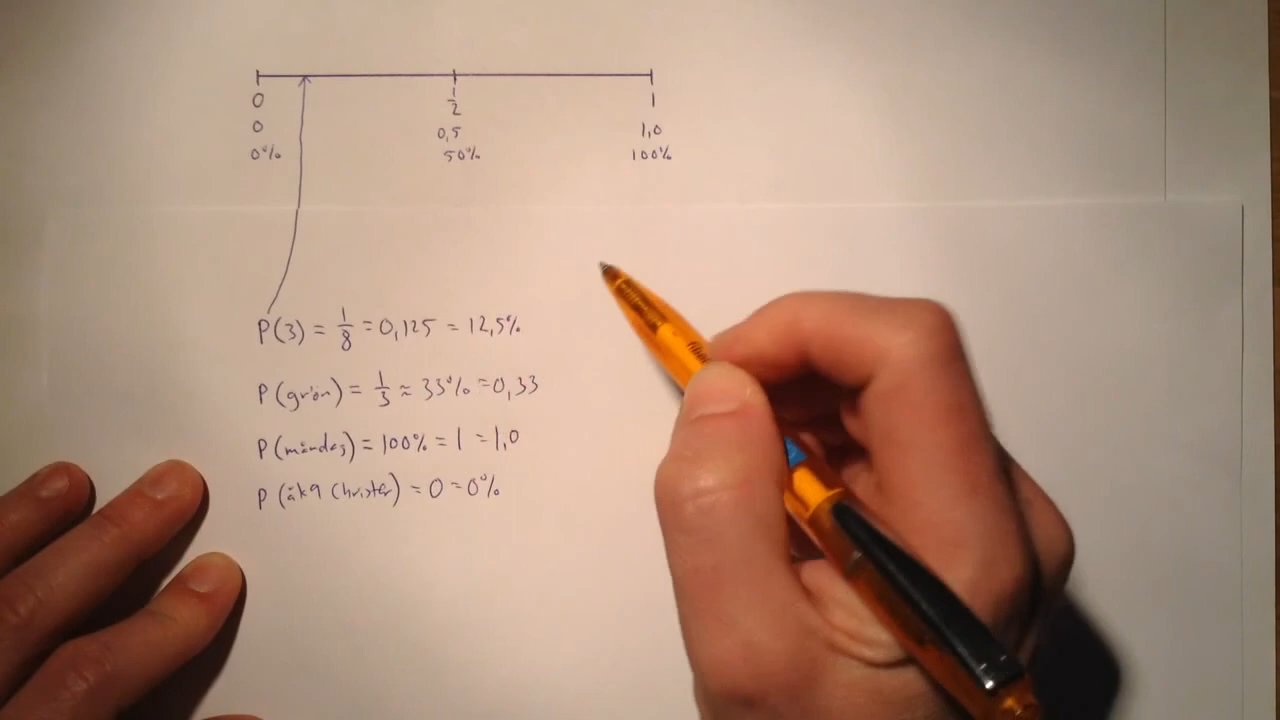 0 1/2 1
0 0,5 1,0
0% 50% 100%
P(3) = 1/8 = 0,125 = 12,5%
P(grön) = 1/3 ≈ 33% = 0,33
P(måndag) = 100% = 1 = 1,0
P(åka Christer) = 0 = 0%